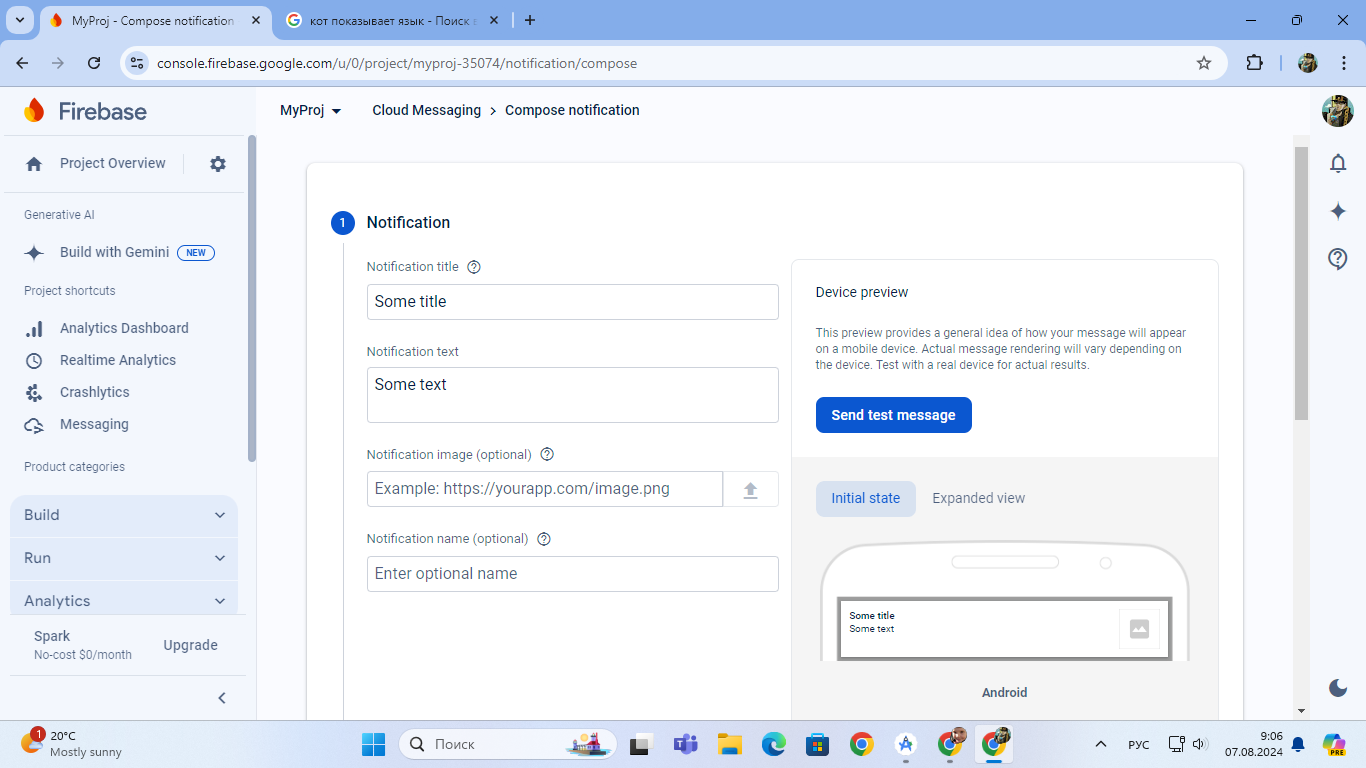 MyProj - Compose notification
кот показывает язык - Поиск в
console.firebase.google.com/u/0/project/myproj-35074/notification/compose
Firebase
MyProj
Cloud Messaging > Compose notification
Project Overview
Generative AI
Build with Gemini NEW
Project shortcuts
Analytics Dashboard
Realtime Analytics
Crashlytics
Messaging
Product categories
Build
Run
Analytics
Spark
No-cost $0/month
Upgrade
1 Notification
Notification title
Some title
Notification text
Some text
Notification image (optional)
Example: https://yourapp.com/image.png
Notification name (optional)
Enter optional name
Device preview
This preview provides a general idea of how your message will appear
on a mobile device. Actual message rendering will vary depending on
the device. Test with a real device for actual results.
Send test message
Initial state
Expanded view
Some title
Some text
Android
1
20°C
Mostly sunny
Поиск
РУС
9:06
07.08.2024
PRE